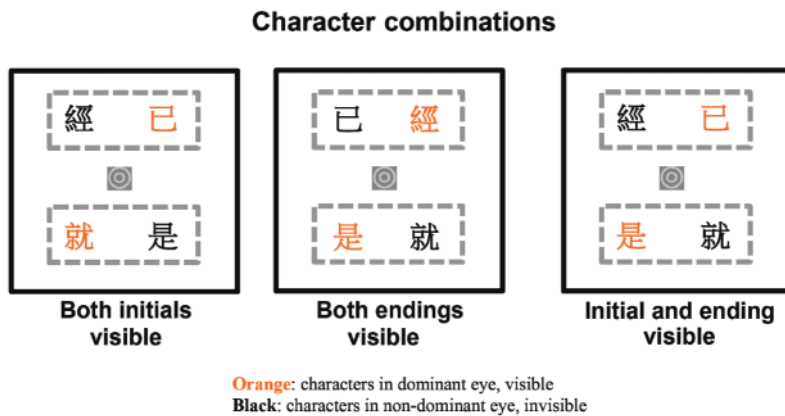 Character combinations
經 已
已 經
經 已
就 是
是 就
是 就
Both initials visible
Both endings visible
Initial and ending visible
Orange: characters in dominant eye, visible
Black: characters in non-dominant eye, invisible